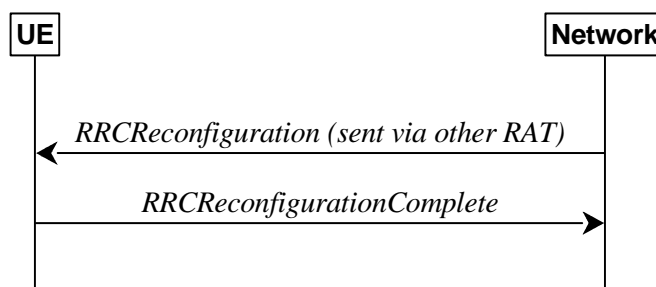 UE
Network
RRCReconfiguration (sent via other RAT)
RRCReconfigurationComplete